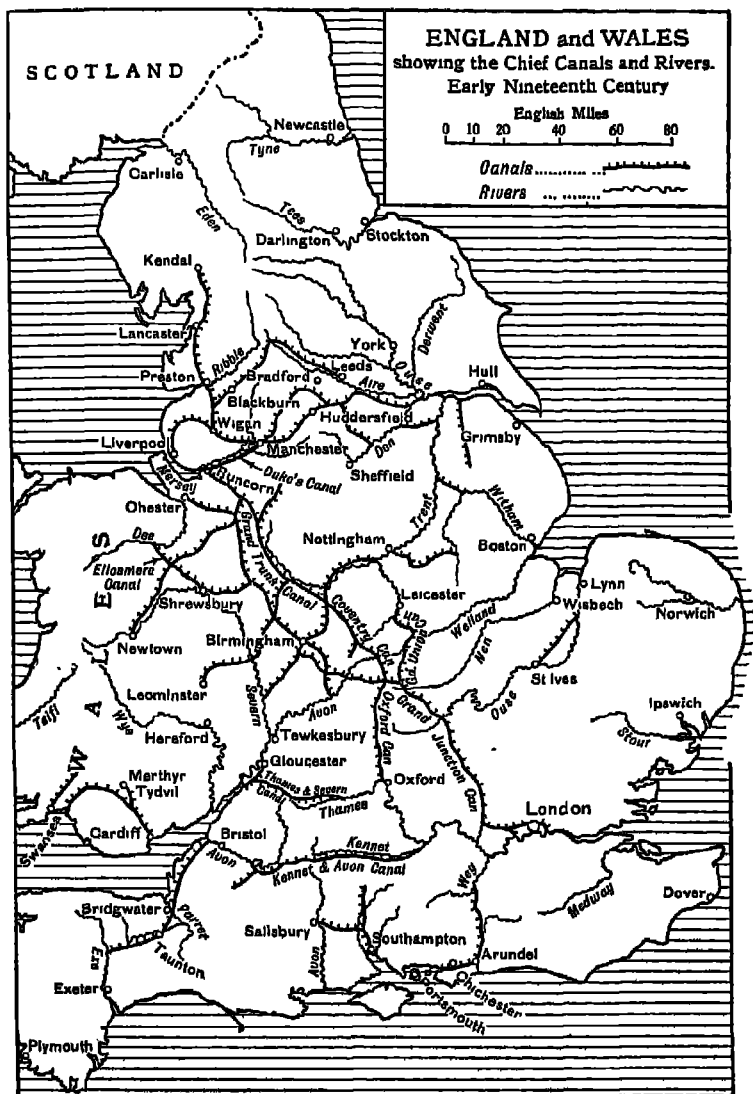 ENGLAND and WALES
showing the Chief Canals and Rivers.
Early Nineteenth Century
English Miles
0 10 20 40 60 80
Canals
Rivers
SCOTLAND
Newcastle
Tyne
Carlisle
Eden
Tees
Darlington
Stockton
Kendal
Lancaster
York
Derwent
Ouse
Preston
Ribble
Bradford
Leeds
Aire
Hull
Blackburn
Wigan
Huddersfield
Grimsby
Liverpool
Manchester
Don
Sheffield
Duke's Canal
Runcorn
Mersey
Chester
Trent
Witham
Dee
Grand Trunk Canal
Nottingham
Boston
Ellesmere
Canal
Shrewsbury
Coventry Can
Leicester
Gd. Union Can
Welland
Lynn
Wisbech
Norwich
Newtown
Birmingham
Nen
St Ives
Leominster
Severn
Avon
Oxford Can
Grand Junction Can
Ouse
Ipswich
Stour
Teifi
WALES
Wye
Hereford
Tewkesbury
Gloucester
Merthyr
Tydvil
Thames & Severn
Canal
Thames
Oxford
London
Swansea
Cardiff
Bristol
Avon
Kennet
Kennet & Avon Canal
Wey
Medway
Dover
Bridgwater
Parret
Salisbury
Southampton
Arundel
Taunton
Exe
Avon
Exeter
Portsmouth
Chichester
Plymouth